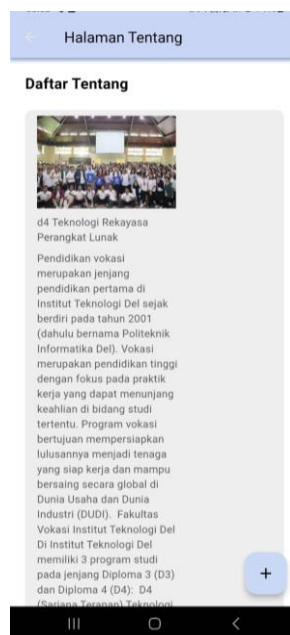 Halaman Tentang
Daftar Tentang
d4 Teknologi Rekayasa
Perangkat Lunak
Pendidikan vokasi
merupakan jenjang
pendidikan pertama di
Institut Teknologi Del sejak
berdiri pada tahun 2001
(dahulu bernama Politeknik
Informatika Del). Vokasi
merupakan pendidikan tinggi
dengan fokus pada praktik
kerja yang dapat menunjang
keahlian di bidang studi
tertentu. Program vokasi
bertujuan mempersiapkan
lulusannya menjadi tenaga
yang siap kerja dan mampu
bersaing secara global di
Dunia Usaha dan Dunia
Industri (DUDI). Fakultas
Vokasi Institut Teknologi Del
Di Institut Teknologi Del
memiliki 3 program studi
pada jenjang Diploma 3 (D3)
dan Diploma 4 (D4): D4
(Sarjana Terapan) Teknologi
+